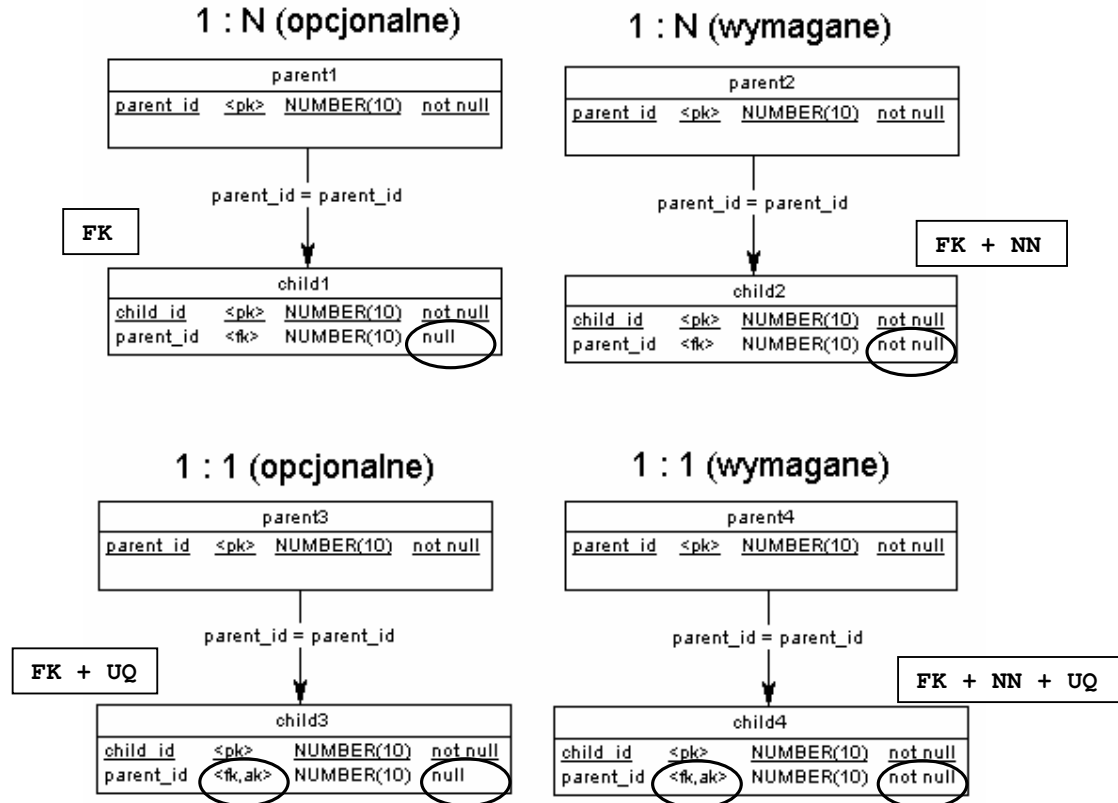 1 : N (opcjonalne)
parent1
parent_id <pk> NUMBER(10) not null
parent_id = parent_id
FK
child1
child_id <pk> NUMBER(10) not null
parent_id <fk> NUMBER(10) null
1 : N (wymagane)
parent2
parent_id <pk> NUMBER(10) not null
parent_id = parent_id
FK + NN
child2
child_id <pk> NUMBER(10) not null
parent_id <fk> NUMBER(10) not null
1 : 1 (opcjonalne)
parent3
parent_id <pk> NUMBER(10) not null
parent_id = parent_id
FK + UQ
child3
child_id <pk> NUMBER(10) not null
parent_id <fk,ak> NUMBER(10) null
1 : 1 (wymagane)
parent4
parent_id <pk> NUMBER(10) not null
parent_id = parent_id
FK + NN + UQ
child4
child_id <pk> NUMBER(10) not null
parent_id <fk,ak> NUMBER(10) not null